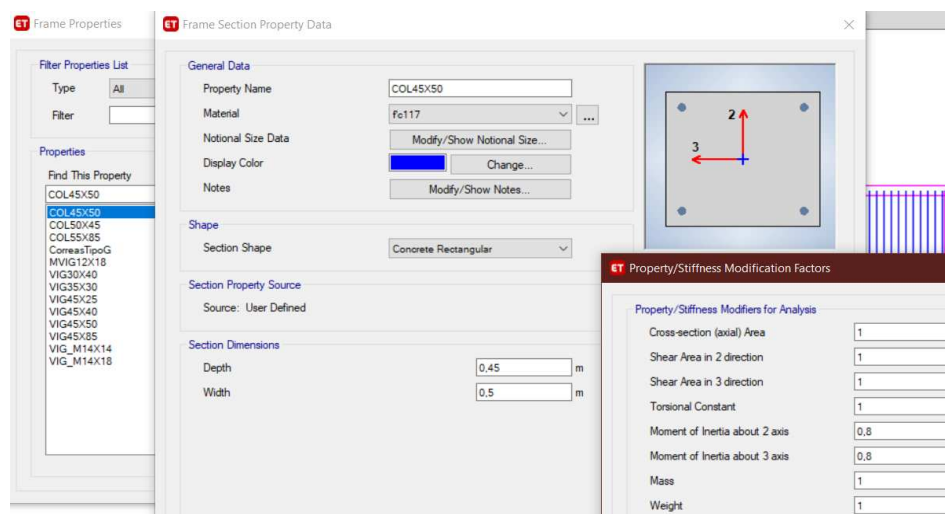 ET Frame Properties
Filter Properties List
Type All
Filter
Properties
Find This Property
COL45X50
COL45X50
COL50X45
COL55X85
CorreasTipoG
MVIG12X18
VIG30X40
VIG35X30
VIG45X25
VIG45X40
VIG45X50
VIG45X85
VIG_M14X14
VIG_M14X18
ET Frame Section Property Data
General Data
Property Name COL45X50
Material fc117 ...
Notional Size Data Modify/Show Notional Size...
Display Color Change...
Notes Modify/Show Notes...
2
3
Shape
Section Shape Concrete Rectangular
Section Property Source
Source: User Defined
Section Dimensions
Depth 0,45 m
Width 0,5 m
ET Property/Stiffness Modification Factors
Property/Stiffness Modifiers for Analysis
Cross-section (axial) Area 1
Shear Area in 2 direction 1
Shear Area in 3 direction 1
Torsional Constant 1
Moment of Inertia about 2 axis 0,8
Moment of Inertia about 3 axis 0,8
Mass 1
Weight 1